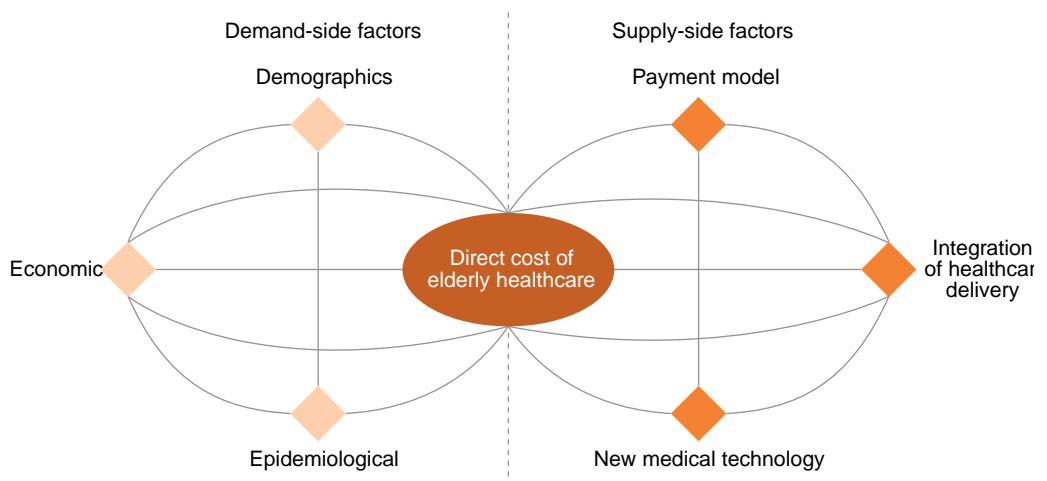 Demand-side factors
Supply-side factors
Demographics
Payment model
Economic
Direct cost of
elderly healthcare
Integration
of healthcar
delivery
Epidemiological
New medical technology